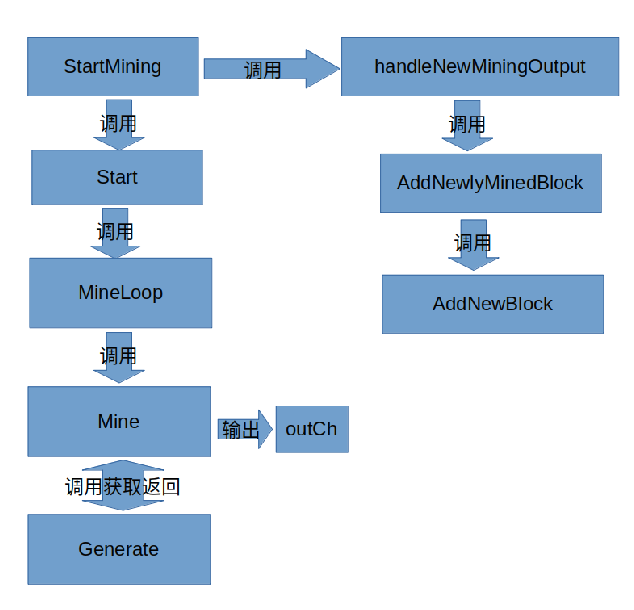 StartMining
调用
handleNewMiningOutput
调用
调用
Start
AddNewlyMinedBlock
调用
调用
MineLoop
AddNewBlock
调用
Mine
输出
outCh
调用获取返回
Generate